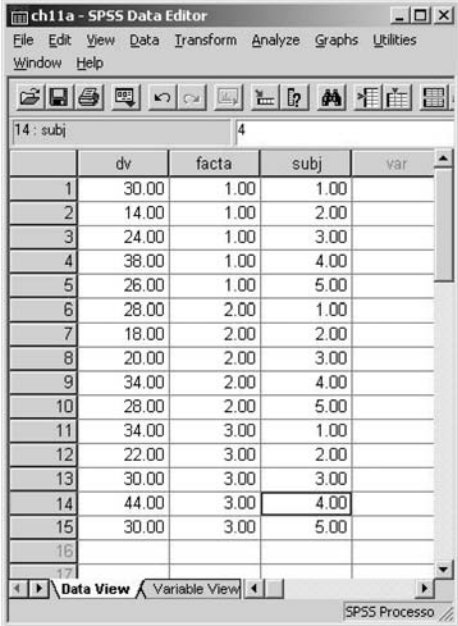 ch11a - SPSS Data Editor
File Edit View Data Transform Analyze Graphs Utilities
Window Help
14 : subj 4
dv facta subj var
1 30.00 1.00 1.00
2 14.00 1.00 2.00
3 24.00 1.00 3.00
4 38.00 1.00 4.00
5 26.00 1.00 5.00
6 28.00 2.00 1.00
7 18.00 2.00 2.00
8 20.00 2.00 3.00
9 34.00 2.00 4.00
10 28.00 2.00 5.00
11 34.00 3.00 1.00
12 22.00 3.00 2.00
13 30.00 3.00 3.00
14 44.00 3.00 4.00
15 30.00 3.00 5.00
16
17
Data View Variable View
SPSS Processo